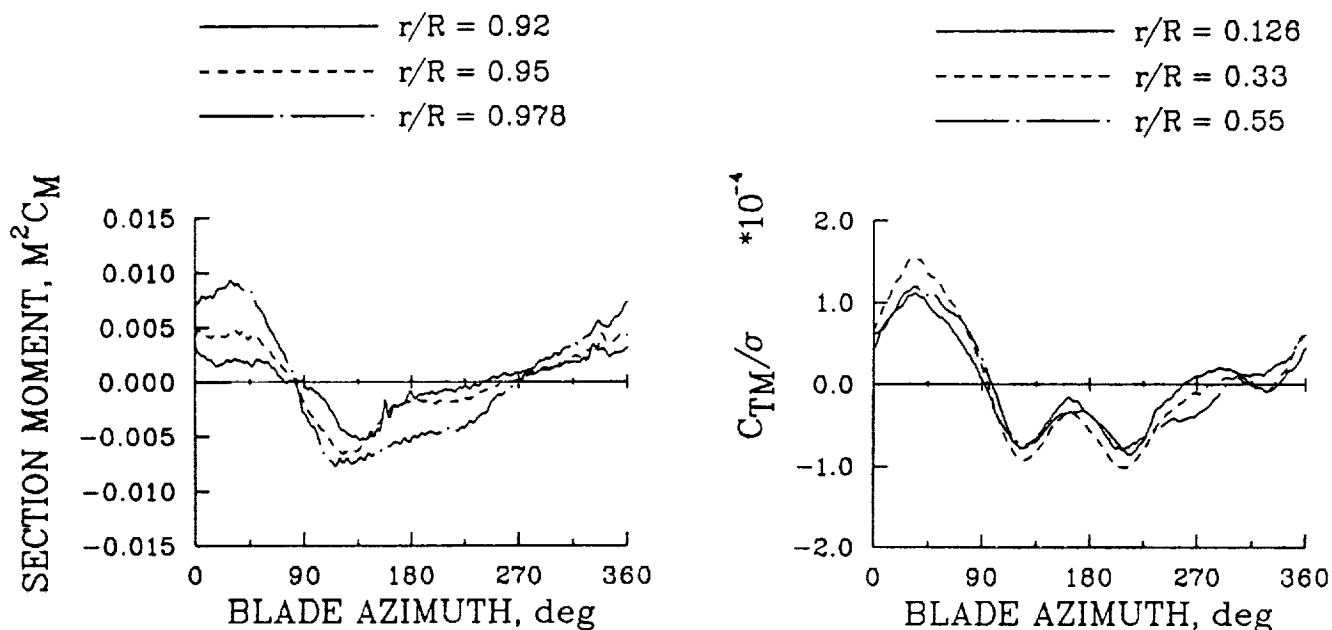 r/R = 0.92
r/R = 0.95
r/R = 0.978
SECTION MOMENT, M²C_M
0.015
0.010
0.005
0.000
−0.005
−0.010
−0.015
0 90 180 270 360
BLADE AZIMUTH, deg
r/R = 0.126
r/R = 0.33
r/R = 0.55
C_TM/σ *10⁻⁴
2.0
1.0
0.0
−1.0
−2.0
0 90 180 270 360
BLADE AZIMUTH, deg